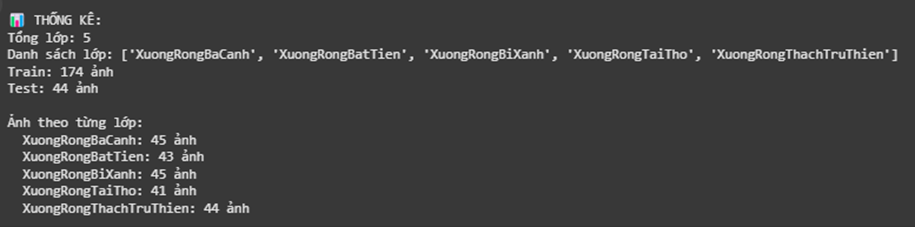 📊 THỐNG KÊ:
Tổng lớp: 5
Danh sách lớp: ['XuongRongBaCanh', 'XuongRongBatTien', 'XuongRongBiXanh', 'XuongRongTaiTho', 'XuongRongThachTruThien']
Train: 174 ảnh
Test: 44 ảnh

Ảnh theo từng lớp:
  XuongRongBaCanh: 45 ảnh
  XuongRongBatTien: 43 ảnh
  XuongRongBiXanh: 45 ảnh
  XuongRongTaiTho: 41 ảnh
  XuongRongThachTruThien: 44 ảnh